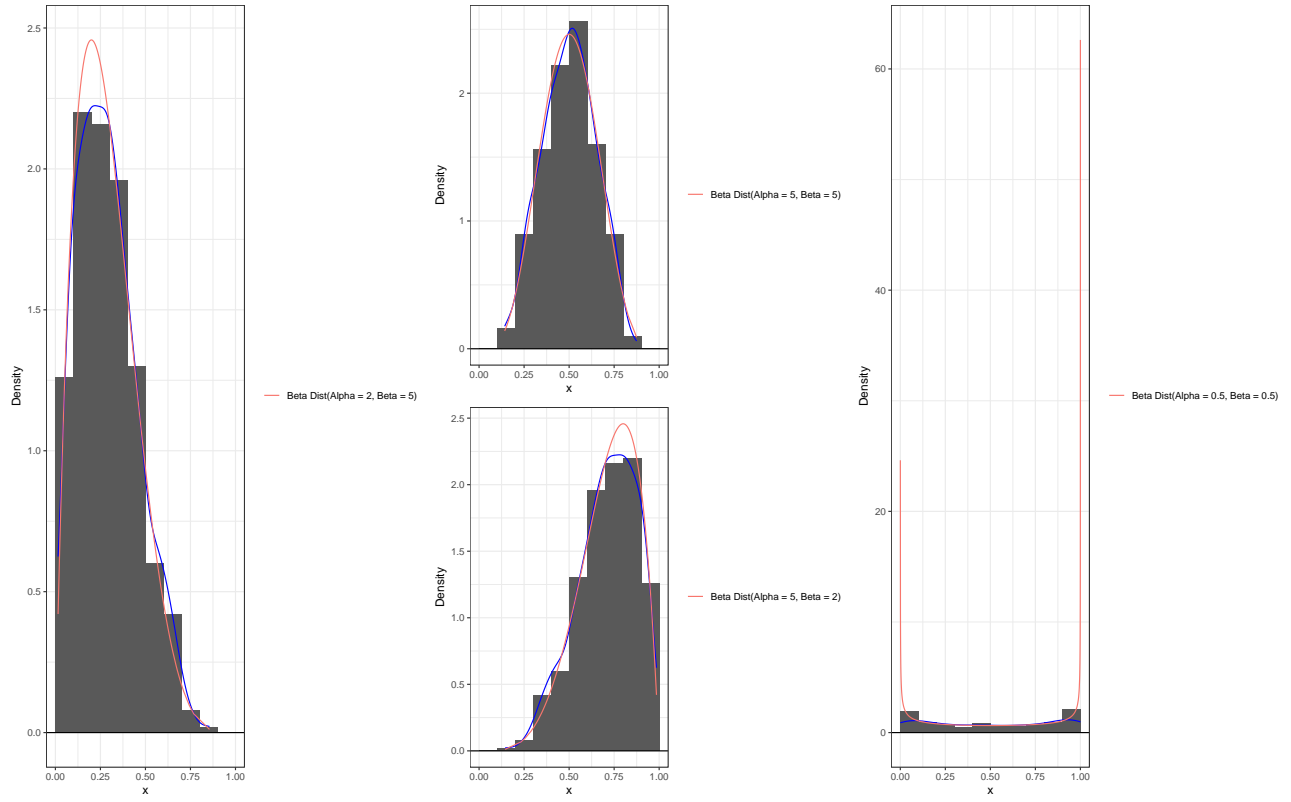 Density
2.5
2.0
1.5
1.0
0.5
0.0
0.00 0.25 0.50 0.75 1.00
x
Beta Dist(Alpha = 2, Beta = 5)
Density
2
1
0
0.00 0.25 0.50 0.75 1.00
x
Beta Dist(Alpha = 5, Beta = 5)
Density
2.5
2.0
1.5
1.0
0.5
0.0
0.00 0.25 0.50 0.75 1.00
x
Beta Dist(Alpha = 5, Beta = 2)
Density
60
40
20
0
0.00 0.25 0.50 0.75 1.00
x
Beta Dist(Alpha = 0.5, Beta = 0.5)